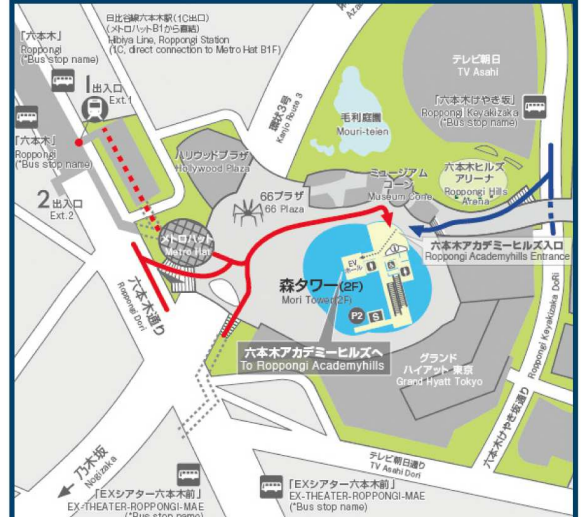 日比谷線六本木駅(1C出口)
(メトロハットB1から直結)
Hibiya Line, Roppongi Station
(1C, direct connection to Metro Hat B1F)
「六本木」
Roppongi
(*Bus stop name)
1出入口
Ext.1
「六本木」
Roppongi
(*Bus stop name)
2出入口
Ext.2
環状3号
Kanjo Route 3
テレビ朝日
TV Asahi
「六本木けやき坂」
Roppongi Keyakizaka
(*Bus stop name)
毛利庭園
Mouri-teien
ハリウッドプラザ
Hollywood Plaza
ミュージアム
コーン
Museum Cone
六本木ヒルズ
アリーナ
Roppongi Hills
Arena
66プラザ
66 Plaza
メトロハット
Metro Hat
六本木アカデミーヒルズ入口
Roppongi Academyhills Entrance
EV
ホール
森タワー(2F)
Mori Tower(2F)
P2
S
六本木通り
Roppongi Dori
六本木アカデミーヒルズへ
To Roppongi Academyhills
グランド
ハイアット 東京
Grand Hyatt Tokyo
Roppongi Keyakizaka DoRi
六本木けやき坂通り
乃木坂
Nogizaka
テレビ朝日通り
TV Asahi Dori
「EXシアター六本木前」
EX-THEATER-ROPPONGI-MAE
(*Bus stop name)
「EXシアター六本木前」
EX-THEATER-ROPPONGI-MAE
(*Bus stop name)